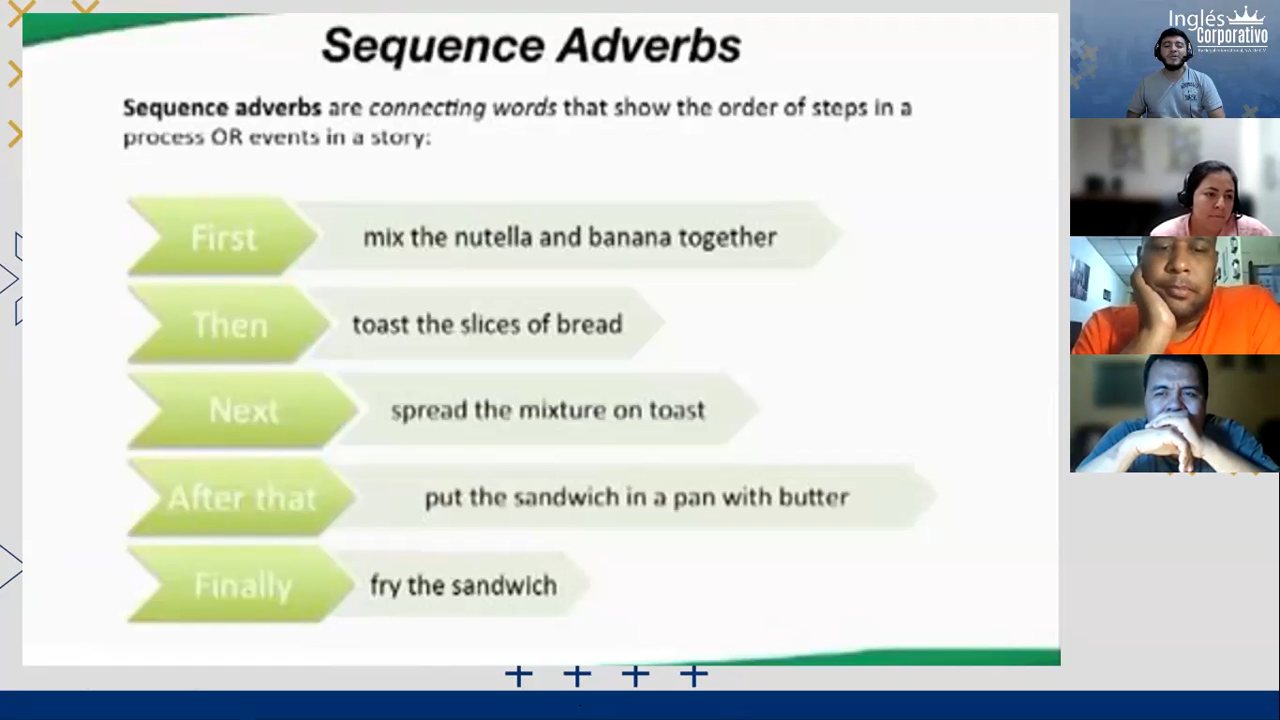 Sequence Adverbs
Sequence adverbs are connecting words that show the order of steps in a
process OR events in a story:
First
mix the nutella and banana together
Then
toast the slices of bread
Next
spread the mixture on toast
After that
put the sandwich in a pan with butter
Finally
fry the sandwich
Inglés
Corporativo